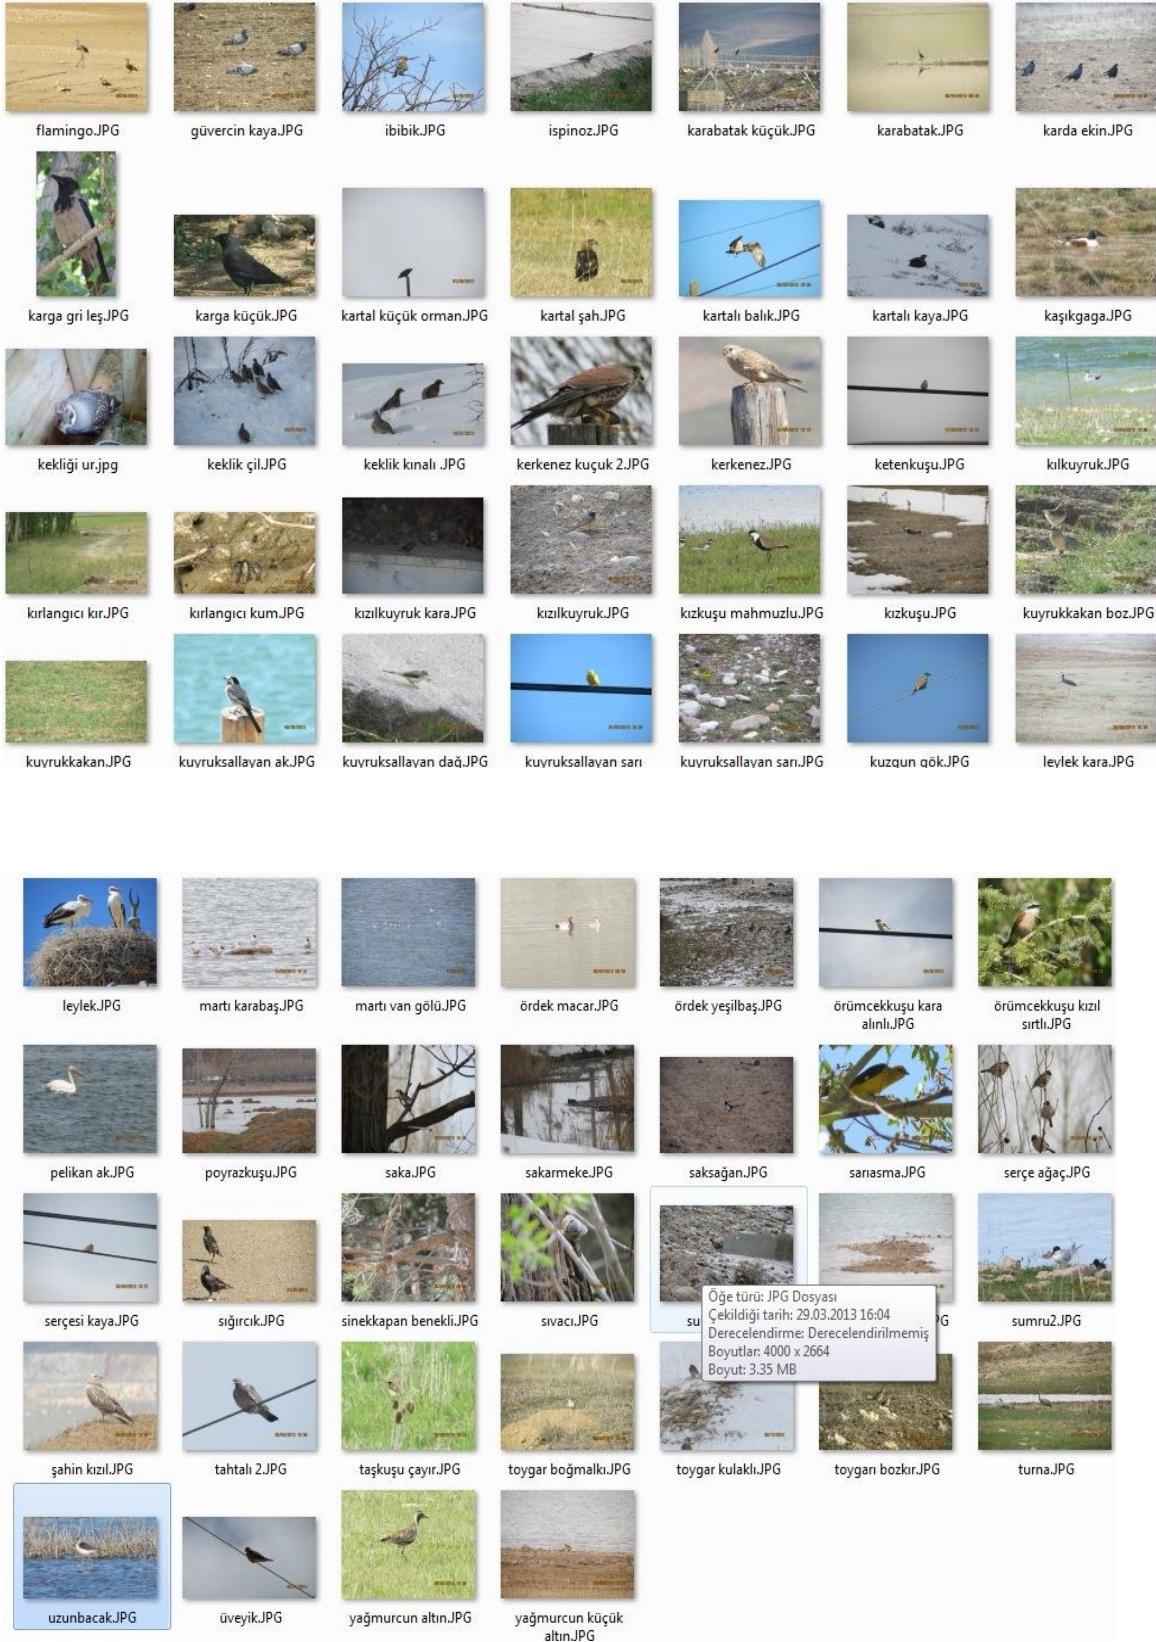 flamingo.JPG
güvercin kaya.JPG
ibibik.JPG
ispinoz.JPG
karabatak küçük.JPG
karabatak.JPG
karda ekin.JPG
karga gri leş.JPG
karga küçük.JPG
kartal küçük orman.JPG
kartal şah.JPG
kartalı balık.JPG
kartalı kaya.JPG
kaşıkgaga.JPG
kekliği ur.jpg
keklik çil.JPG
keklik kınalı .JPG
kerkenez kuçuk 2.JPG
kerkenez.JPG
ketenkuşu.JPG
kılkuyruk.JPG
kırlangıcı kır.JPG
kırlangıcı kum.JPG
kızılkuyruk kara.JPG
kızılkuyruk.JPG
kızkuşu mahmuzlu.JPG
kızkuşu.JPG
kuyrukkakan boz.JPG
kuyrukkakan.JPG
kuyruksallayan ak.JPG
kuyruksallayan dağ.JPG
kuyruksallayan sarı
kuyruksallayan sarı.JPG
kuzgun gök.JPG
leylek kara.JPG
leylek.JPG
martı karabaş.JPG
martı van gölü.JPG
ördek macar.JPG
ördek yeşilbaş.JPG
örümcekkuşu kara
alınlı.JPG
örümcekkuşu kızıl
sırtlı.JPG
pelikan ak.JPG
poyrazkuşu.JPG
saka.JPG
sakarmeke.JPG
saksağan.JPG
sarıasma.JPG
serçe ağaç.JPG
serçesi kaya.JPG
sığırcık.JPG
sinekkapan benekli.JPG
sıvacı.JPG
su
PG
sumru2.JPG
Öğe türü: JPG Dosyası
Çekildiği tarih: 29.03.2013 16:04
Derecelendirme: Derecelendirilmemiş
Boyutlar: 4000 x 2664
Boyut: 3.35 MB
şahin kızıl.JPG
tahtalı 2.JPG
taşkuşu çayır.JPG
toygar boğmalkı.JPG
toygar kulaklı.JPG
toygarı bozkır.JPG
turna.JPG
uzunbacak.JPG
üveyik.JPG
yağmurcun altın.JPG
yağmurcun küçük
altın.JPG